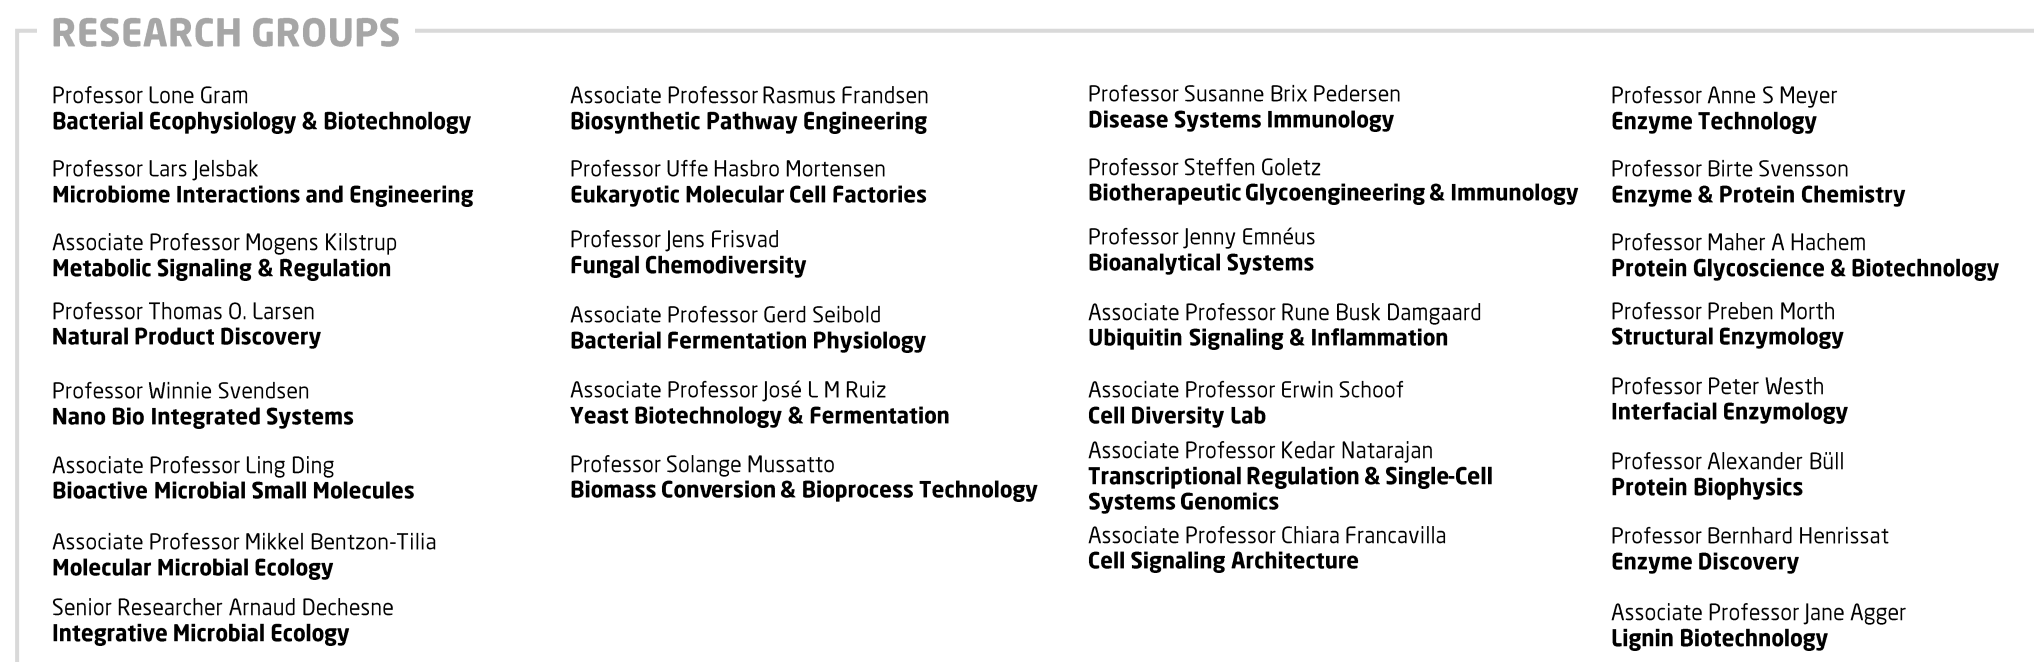 RESEARCH GROUPS
Professor Lone Gram
Bacterial Ecophysiology & Biotechnology
Professor Lars Jelsbak
Microbiome Interactions and Engineering
Associate Professor Mogens Kilstrup
Metabolic Signaling & Regulation
Professor Thomas O. Larsen
Natural Product Discovery
Professor Winnie Svendsen
Nano Bio Integrated Systems
Associate Professor Ling Ding
Bioactive Microbial Small Molecules
Associate Professor Mikkel Bentzon-Tilia
Molecular Microbial Ecology
Senior Researcher Arnaud Dechesne
Integrative Microbial Ecology
Associate Professor Rasmus Frandsen
Biosynthetic Pathway Engineering
Professor Uffe Hasbro Mortensen
Eukaryotic Molecular Cell Factories
Professor Jens Frisvad
Fungal Chemodiversity
Associate Professor Gerd Seibold
Bacterial Fermentation Physiology
Associate Professor José L M Ruiz
Yeast Biotechnology & Fermentation
Professor Solange Mussatto
Biomass Conversion & Bioprocess Technology
Professor Susanne Brix Pedersen
Disease Systems Immunology
Professor Steffen Goletz
Biotherapeutic Glycoengineering & Immunology
Professor Jenny Emnéus
Bioanalytical Systems
Associate Professor Rune Busk Damgaard
Ubiquitin Signaling & Inflammation
Associate Professor Erwin Schoof
Cell Diversity Lab
Associate Professor Kedar Natarajan
Transcriptional Regulation & Single-Cell
Systems Genomics
Associate Professor Chiara Francavilla
Cell Signaling Architecture
Professor Anne S Meyer
Enzyme Technology
Professor Birte Svensson
Enzyme & Protein Chemistry
Professor Maher A Hachem
Protein Glycoscience & Biotechnology
Professor Preben Morth
Structural Enzymology
Professor Peter Westh
Interfacial Enzymology
Professor Alexander Büll
Protein Biophysics
Professor Bernhard Henrissat
Enzyme Discovery
Associate Professor Jane Agger
Lignin Biotechnology